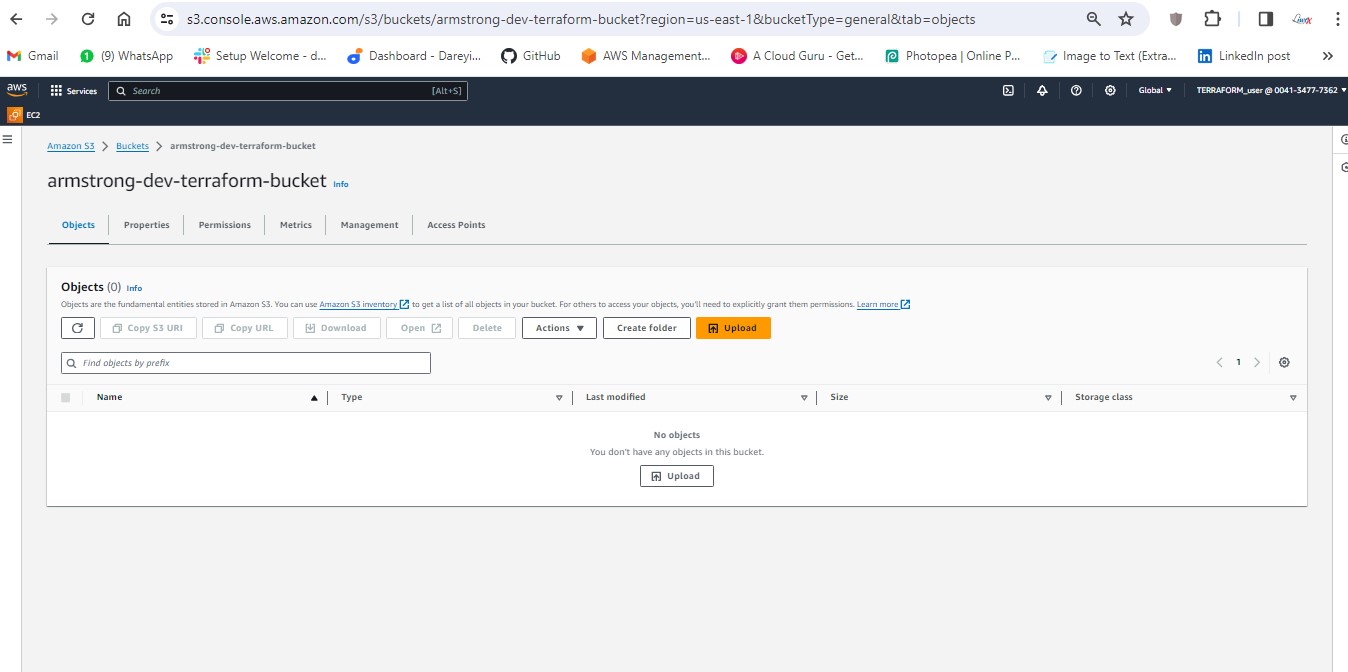 s3.console.aws.amazon.com/s3/buckets/armstrong-dev-terraform-bucket?region=us-east-1&bucketType=general&tab=objects
Gmail (9) WhatsApp Setup Welcome - d... Dashboard - Dareyi... GitHub AWS Management... A Cloud Guru - Get... Photopea | Online P... Image to Text (Extra... LinkedIn post
aws Services Search [Alt+S] Global TERRAFORM_user @ 0041-3477-7362
EC2
Amazon S3 Buckets armstrong-dev-terraform-bucket
armstrong-dev-terraform-bucket Info
Objects Properties Permissions Metrics Management Access Points
Objects (0) Info
Objects are the fundamental entities stored in Amazon S3. You can use Amazon S3 inventory to get a list of all objects in your bucket. For others to access your objects, you'll need to explicitly grant them permissions. Learn more
Copy S3 URI Copy URL Download Open Delete Actions Create folder Upload
Find objects by prefix 1
Name Type Last modified Size Storage class
No objects
You don't have any objects in this bucket.
Upload